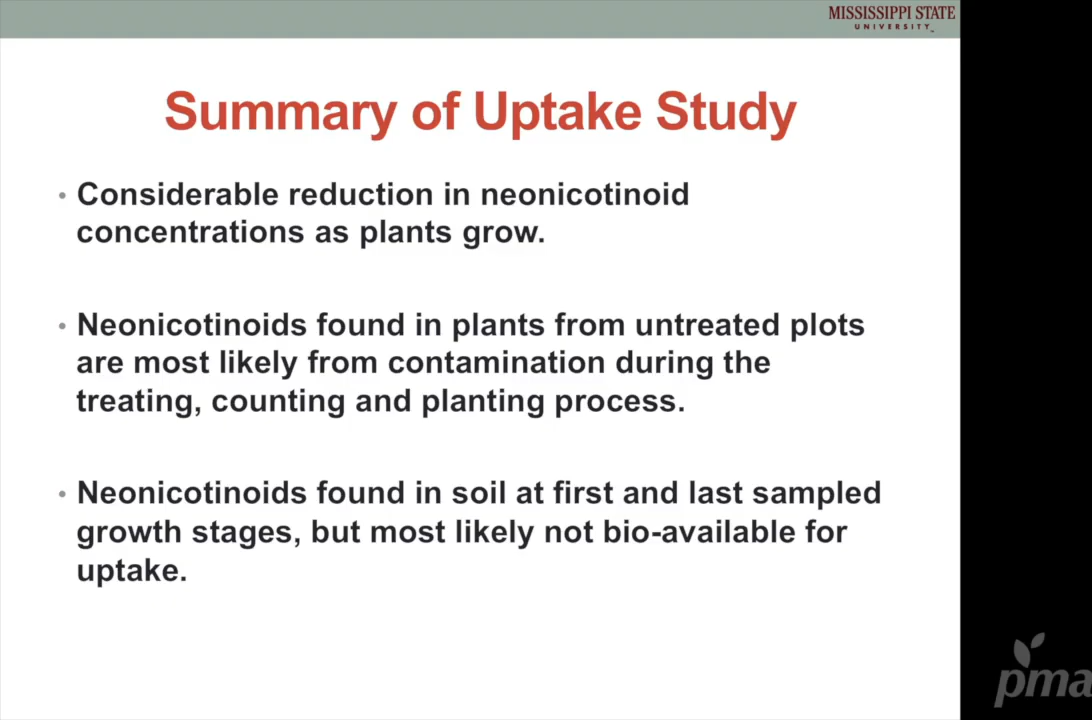 MISSISSIPPI STATE
UNIVERSITY™
Summary of Uptake Study
• Considerable reduction in neonicotinoid
concentrations as plants grow.
• Neonicotinoids found in plants from untreated plots
are most likely from contamination during the
treating, counting and planting process.
• Neonicotinoids found in soil at first and last sampled
growth stages, but most likely not bio-available for
uptake.
pma